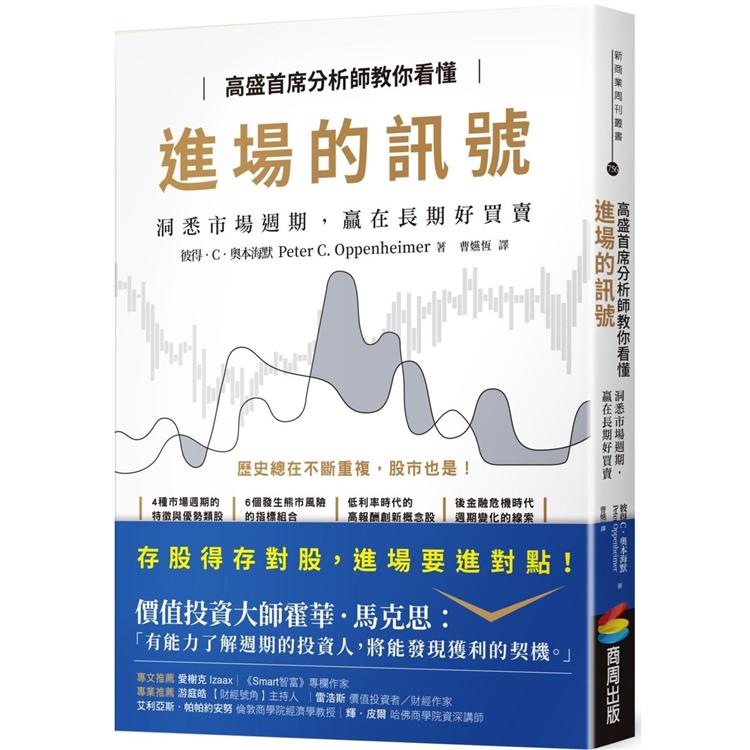 高盛首席分析師教你看懂
進場的訊號
洞悉市場週期，贏在長期好買賣
彼得·C·奧本海默 Peter C. Oppenheimer 著 曹嬿恆 譯
歷史總在不斷重複，股市也是！
4種市場週期的
特徵與優勢類股
6個發生熊市風險
的指標組合
低利率時代的
高報酬創新概念股
後金融危機時代
週期變化的線索
存股得存對股，進場要進對點！
價值投資大師霍華·馬克思：
「有能力了解週期的投資人，將能發現獲利的契機。」
專文推薦 愛榭克 Izaax｜《Smart智富》專欄作家
專業推薦 游庭皓【財經號角】主持人｜雷浩斯 價值投資者／財經作家
艾利亞斯·帕帕約安努 倫敦商學院經濟學教授｜輝·皮爾 哈佛商學院資深講師
新商業周刊叢書
756
高盛首席分析師教你看懂
進場的訊號
洞悉市場週期，
贏在長期好買賣
彼得·C·奧本海默
Peter C. Oppenheimer 著
曹嬿恆 譯
商周出版